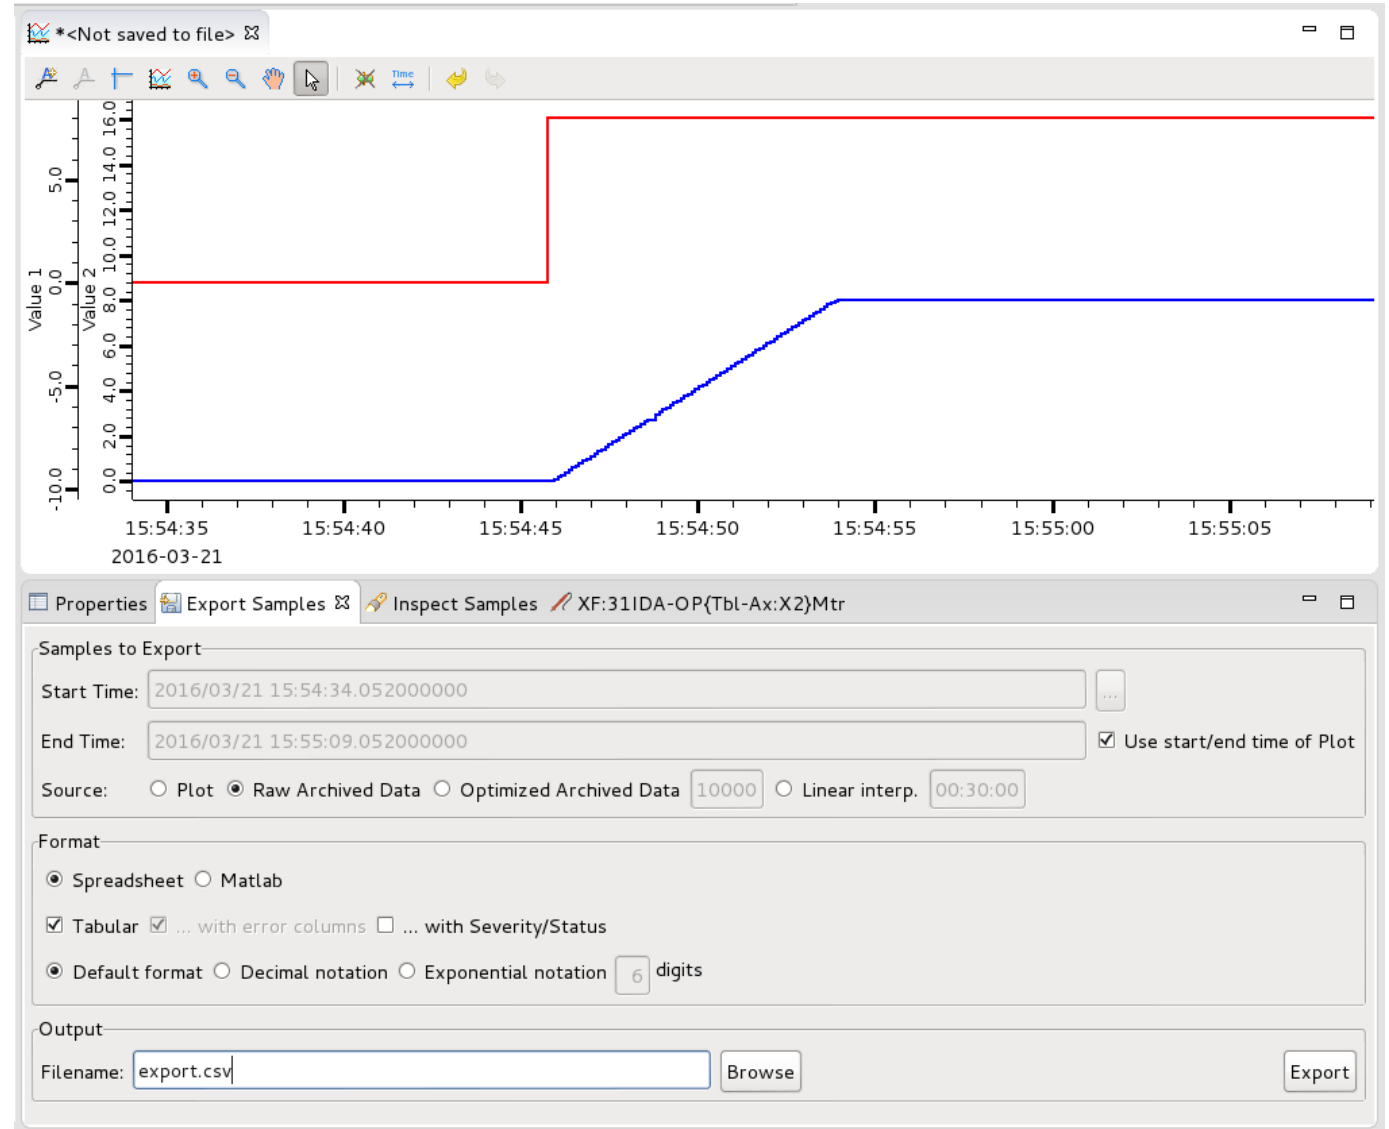 *<Not saved to file>
Time
Value 1
5.0
0.0
-5.0
-10.0
Value 2
16.0
14.0
12.0
10.0
8.0
6.0
4.0
2.0
0.0
15:54:35 15:54:40 15:54:45 15:54:50 15:54:55 15:55:00 15:55:05
2016-03-21
Properties Export Samples Inspect Samples XF:31IDA-OP{Tbl-Ax:X2}Mtr
Samples to Export
Start Time: 2016/03/21 15:54:34.052000000 ...
End Time: 2016/03/21 15:55:09.052000000 Use start/end time of Plot
Source: Plot Raw Archived Data Optimized Archived Data 10000 Linear interp. 00:30:00
Format
Spreadsheet Matlab
Tabular ... with error columns ... with Severity/Status
Default format Decimal notation Exponential notation 6 digits
Output
Filename: export.csv Browse Export